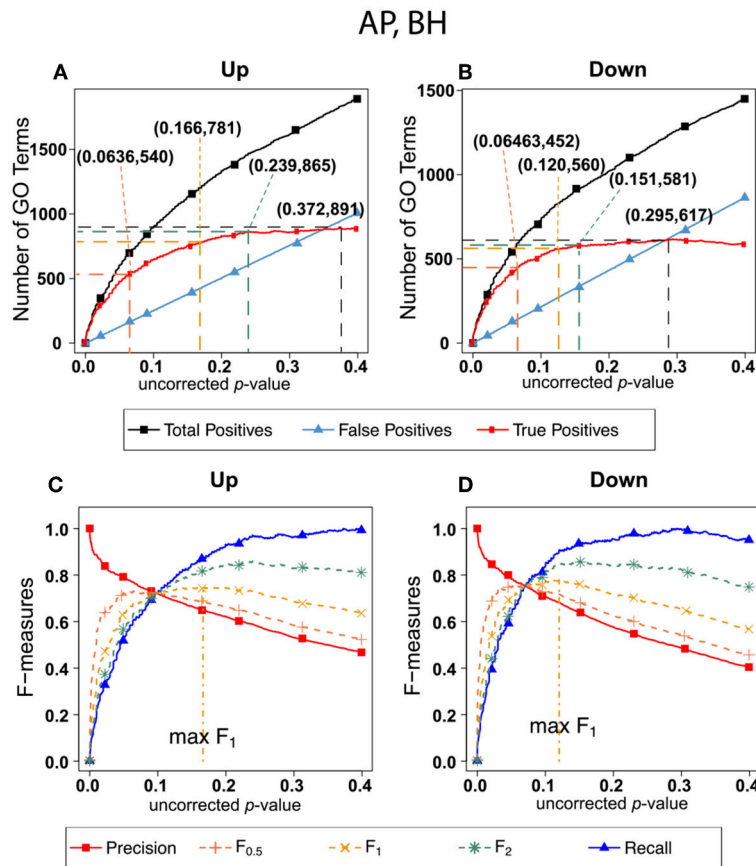 AP, BH
A Up
B Down
Number of GO Terms
1500
1000
500
0
(0.0636,540)
(0.166,781)
(0.239,865)
(0.372,891)
0.0 0.1 0.2 0.3 0.4
uncorrected p-value
Number of GO Terms
1500
1000
500
0
(0.06463,452)
(0.120,560)
(0.151,581)
(0.295,617)
0.0 0.1 0.2 0.3 0.4
uncorrected p-value
Total Positives False Positives True Positives
C Up
D Down
F-measures
1.0
0.8
0.6
0.4
0.2
0.0
max F1
0.0 0.1 0.2 0.3 0.4
uncorrected p-value
F-measures
1.0
0.8
0.6
0.4
0.2
0.0
max F1
0.0 0.1 0.2 0.3 0.4
uncorrected p-value
Precision F0.5 F1 F2 Recall